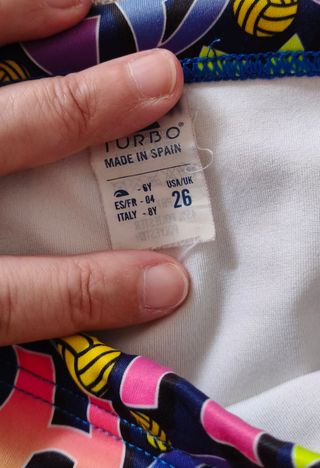 TURBO®
MADE IN SPAIN
- 6Y USA/UK
ES/FR - 04 26
ITALY - 8Y